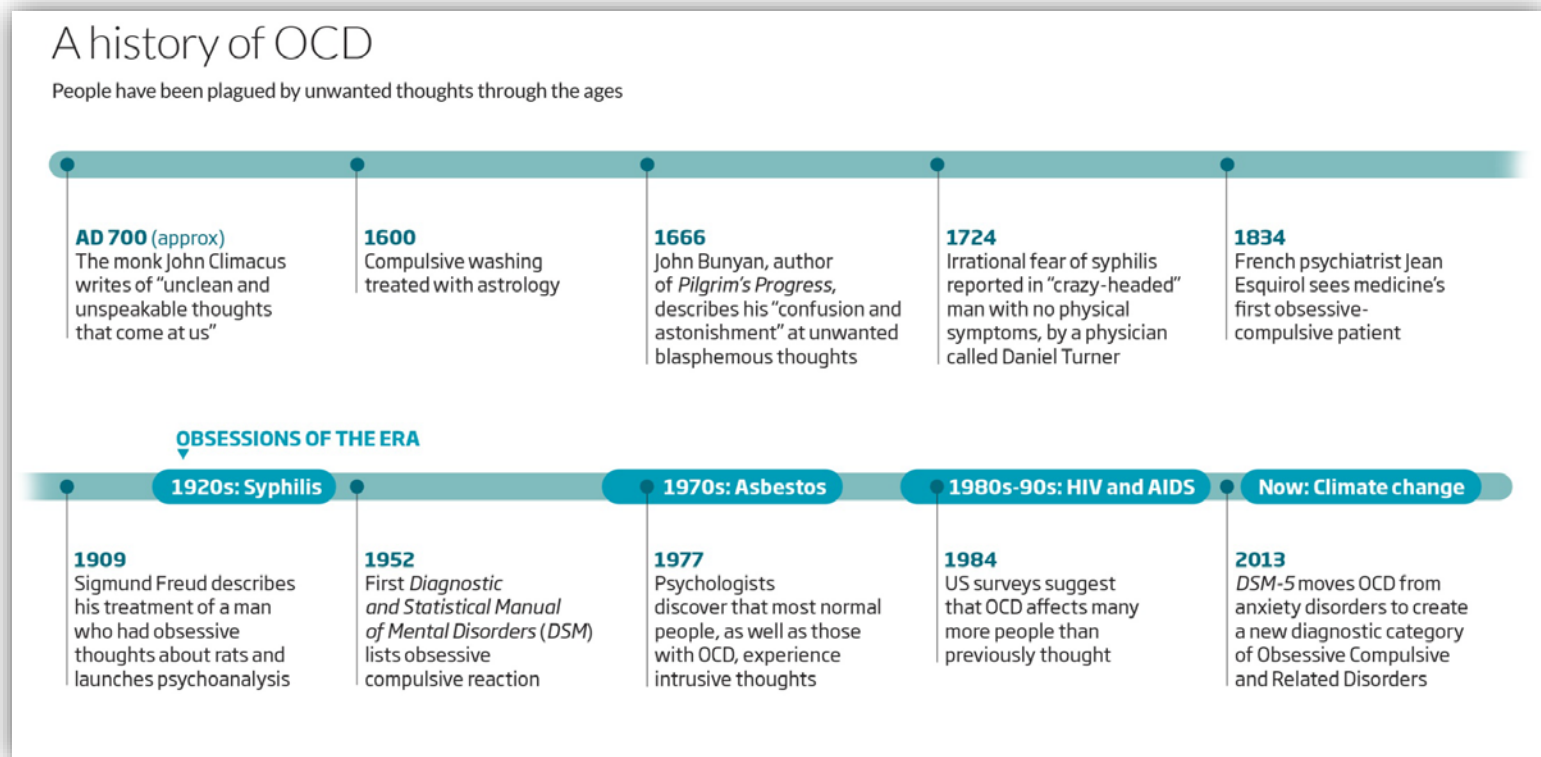 A history of OCD
People have been plagued by unwanted thoughts through the ages
AD 700 (approx)
The monk John Climacus
writes of “unclean and
unspeakable thoughts
that come at us”
1600
Compulsive washing
treated with astrology
1666
John Bunyan, author
of Pilgrim’s Progress,
describes his “confusion and
astonishment” at unwanted
blasphemous thoughts
1724
Irrational fear of syphilis
reported in “crazy-headed”
man with no physical
symptoms, by a physician
called Daniel Turner
1834
French psychiatrist Jean
Esquirol sees medicine’s
first obsessive-
compulsive patient
OBSESSIONS OF THE ERA
1920s: Syphilis
1970s: Asbestos
1980s-90s: HIV and AIDS
Now: Climate change
1909
Sigmund Freud describes
his treatment of a man
who had obsessive
thoughts about rats and
launches psychoanalysis
1952
First Diagnostic
and Statistical Manual
of Mental Disorders (DSM)
lists obsessive
compulsive reaction
1977
Psychologists
discover that most normal
people, as well as those
with OCD, experience
intrusive thoughts
1984
US surveys suggest
that OCD affects many
more people than
previously thought
2013
DSM-5 moves OCD from
anxiety disorders to create
a new diagnostic category
of Obsessive Compulsive
and Related Disorders